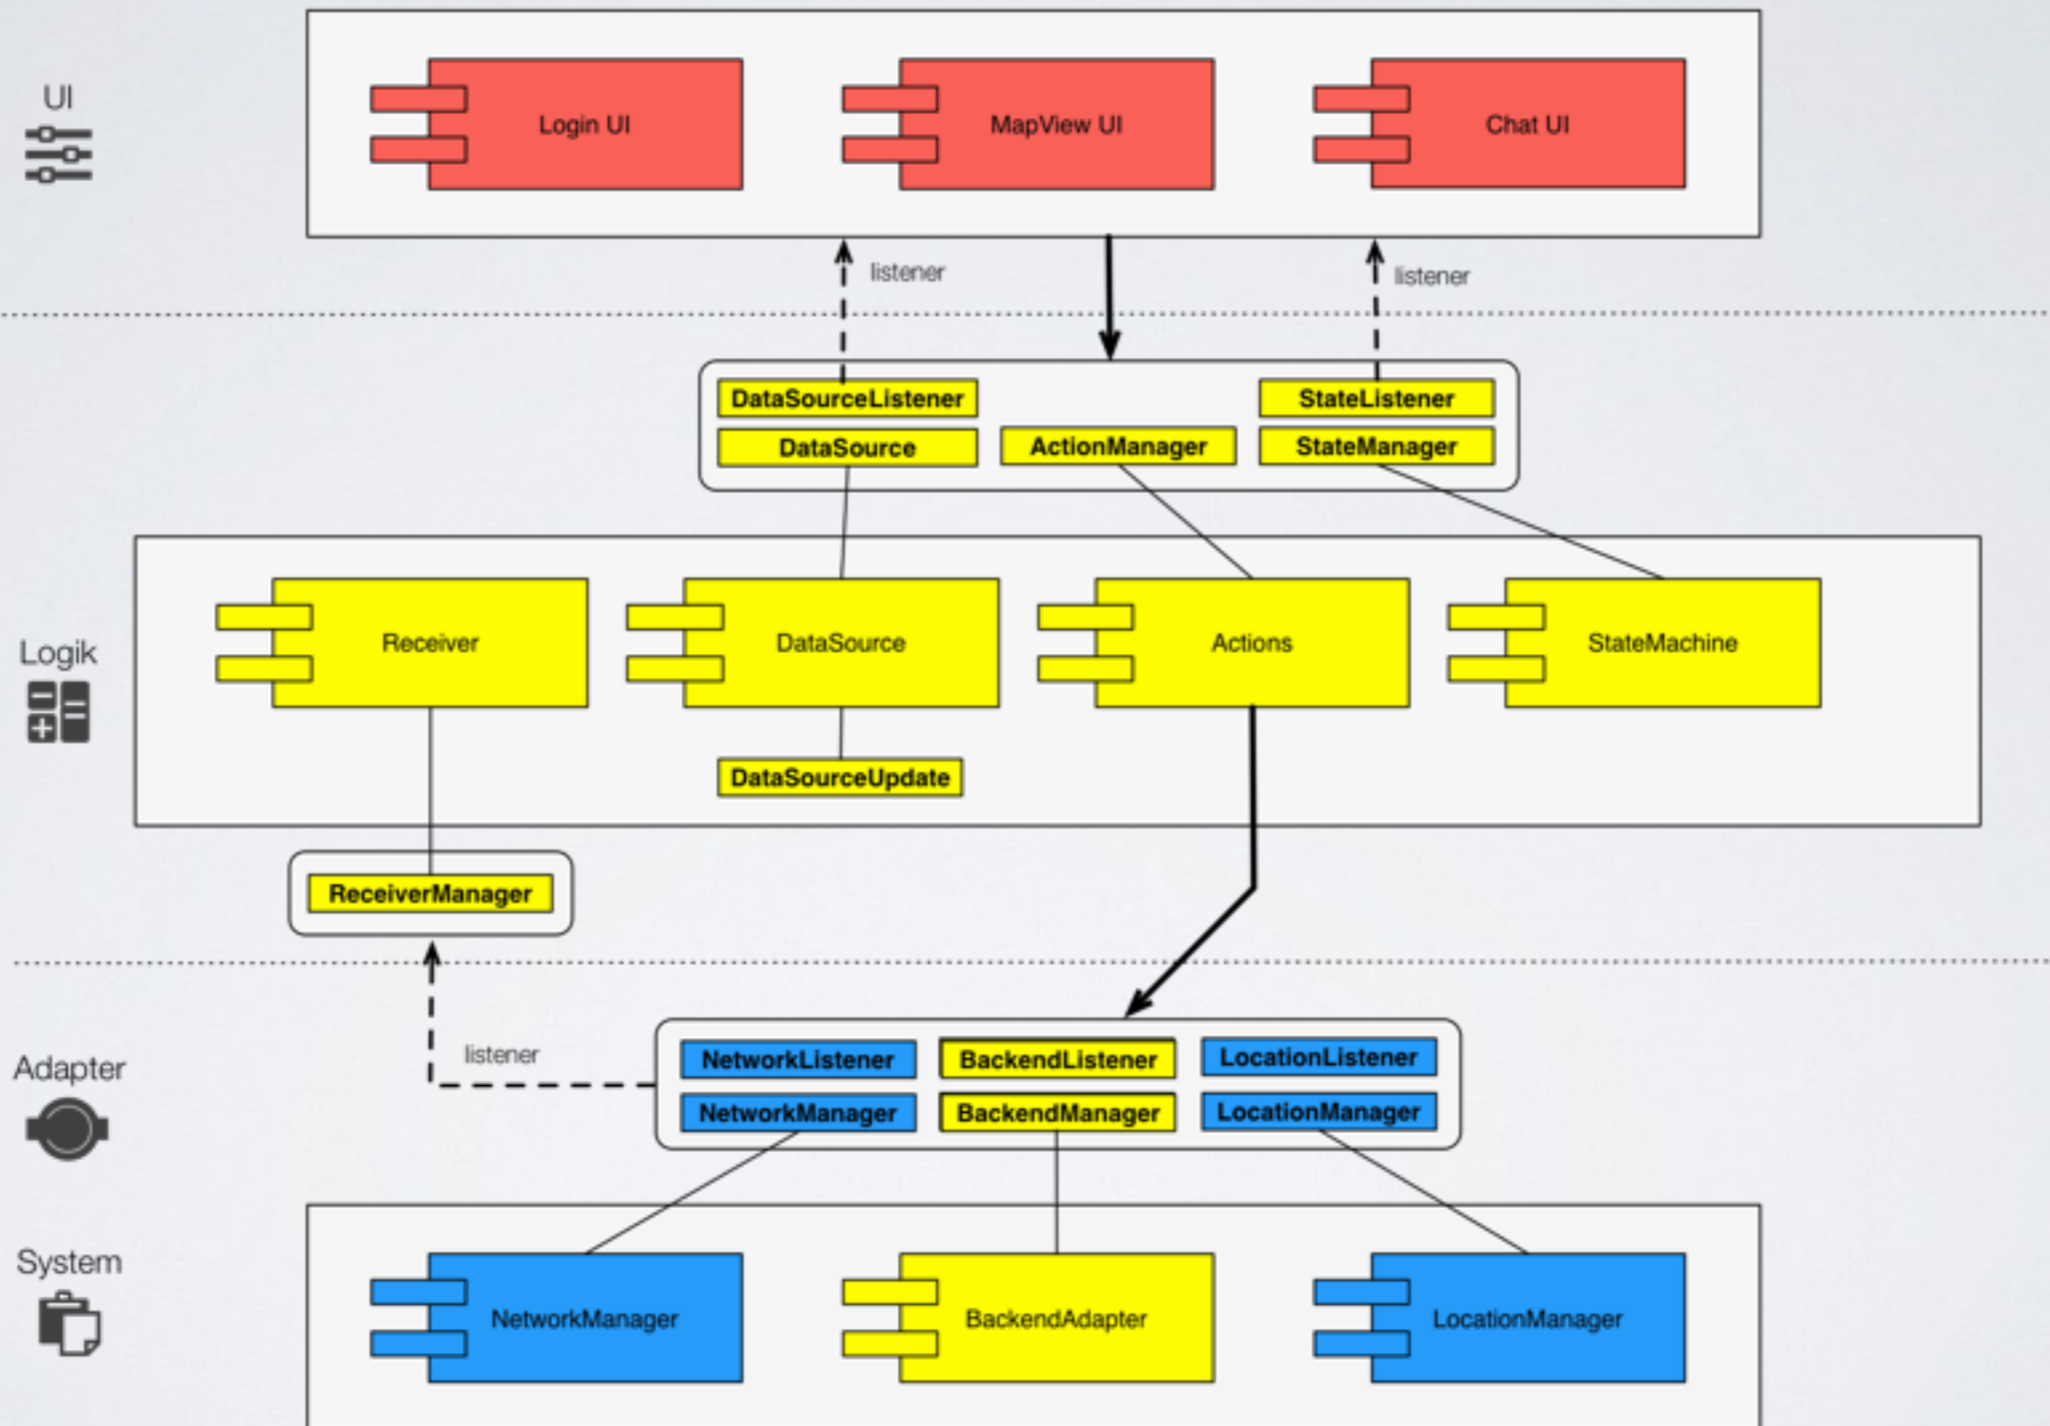 UI
Login UI
MapView UI
Chat UI
listener
listener
DataSourceListener
StateListener
DataSource
ActionManager
StateManager
Logik
Receiver
DataSource
Actions
StateMachine
DataSourceUpdate
ReceiverManager
Adapter
listener
NetworkListener
BackendListener
LocationListener
NetworkManager
BackendManager
LocationManager
System
NetworkManager
BackendAdapter
LocationManager